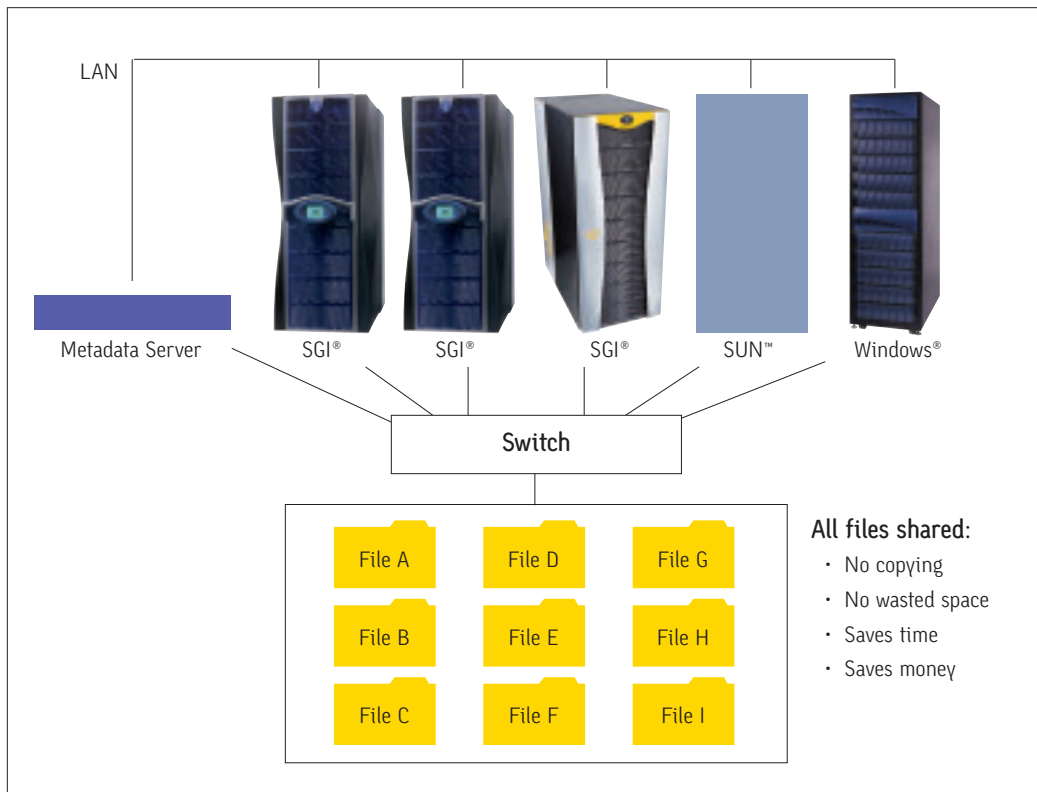 LAN
Metadata Server
SGI®
SGI®
SGI®
SUN™
Windows®
Switch
File A
File D
File G
File B
File E
File H
File C
File F
File I
All files shared:
· No copying
· No wasted space
· Saves time
· Saves money